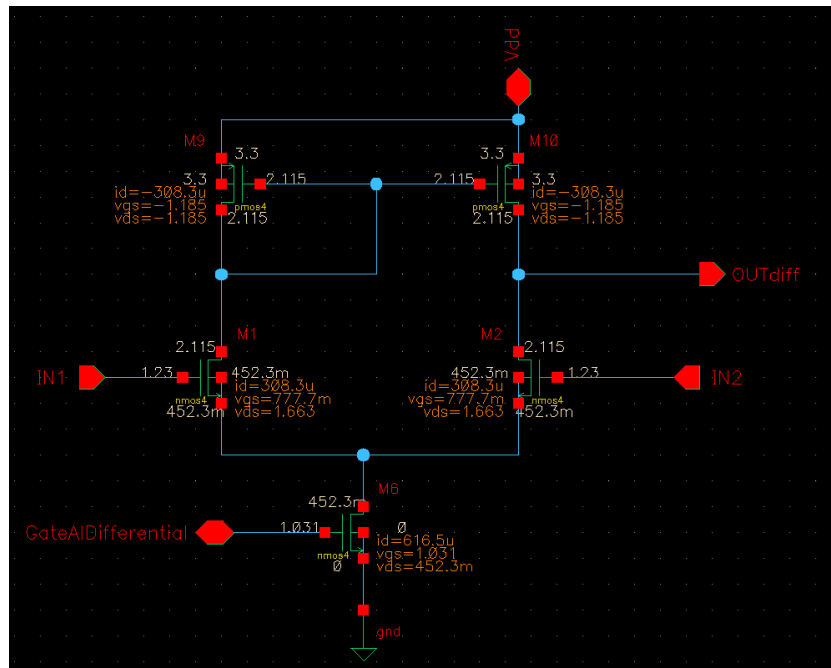 Vdd
M9
M10
3.3
3.3
3.3
2.115
2.115
3.3
id=-308.3u
id=-308.3u
vgs=-1.185
pmos4
pmos4
vgs=-1.185
vds=-1.185
2.115
2.115
vds=-1.185
OUTdiff
M1
M2
2.115
2.115
IN1
1.23
452.3m
452.3m
1.23
IN2
id=308.3u
id=308.3u
nmos4
vgs=777.7m
vgs=777.7m
nmos4
452.3m
vds=1.663
vds=1.663
452.3m
M6
452.3m
GateAIDifferential
1.031
0
id=616.5u
nmos4
vgs=1.031
0
vds=452.3m
gnd